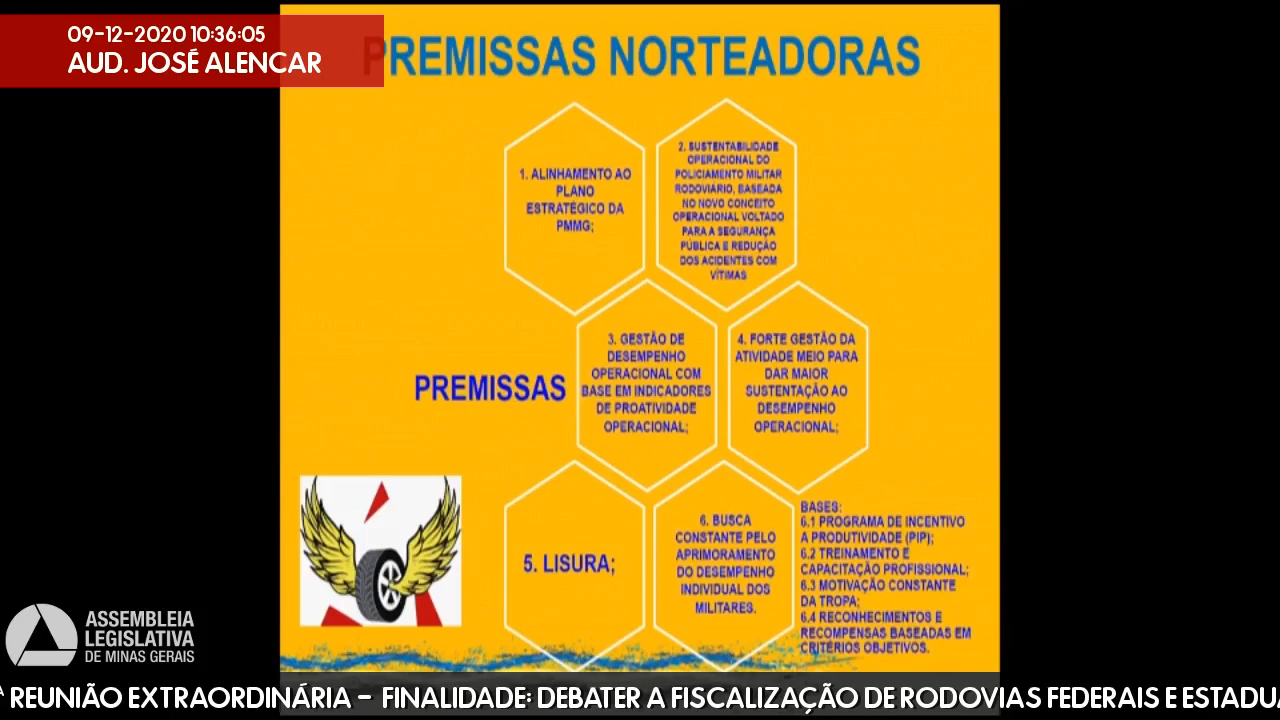 09-12-2020 10:36:05
AUD. JOSÉ ALENCAR
PREMISSAS NORTEADORAS
1. ALINHAMENTO AO
PLANO
ESTRATÉGICO DA
PMMG;
2. SUSTENTABILIDADE
OPERACIONAL DO
POLICIAMENTO MILITAR
RODOVIÁRIO, BASEADA
NO NOVO CONCEITO
OPERACIONAL VOLTADO
PARA A SEGURANÇA
PÚBLICA E REDUÇÃO
DOS ACIDENTES COM
VÍTIMAS
PREMISSAS
3. GESTÃO DE
DESEMPENHO
OPERACIONAL COM
BASE EM INDICADORES
DE PROATIVIDADE
OPERACIONAL;
4. FORTE GESTÃO DA
ATIVIDADE MEIO PARA
DAR MAIOR
SUSTENTAÇÃO AO
DESEMPENHO
OPERACIONAL;
5. LISURA;
6. BUSCA
CONSTANTE PELO
APRIMORAMENTO
DO DESEMPENHO
INDIVIDUAL DOS
MILITARES.
BASES:
6.1 PROGRAMA DE INCENTIVO
A PRODUTIVIDADE (PIP);
6.2 TREINAMENTO E
CAPACITAÇÃO PROFISSIONAL;
6.3 MOTIVAÇÃO CONSTANTE
DA TROPA;
6.4 RECONHECIMENTOS E
RECOMPENSAS BASEADAS EM
CRITÉRIOS OBJETIVOS.
ASSEMBLEIA
LEGISLATIVA
DE MINAS GERAIS
ª REUNIÃO EXTRAORDINÁRIA - FINALIDADE: DEBATER A FISCALIZAÇÃO DE RODOVIAS FEDERAIS E ESTADU